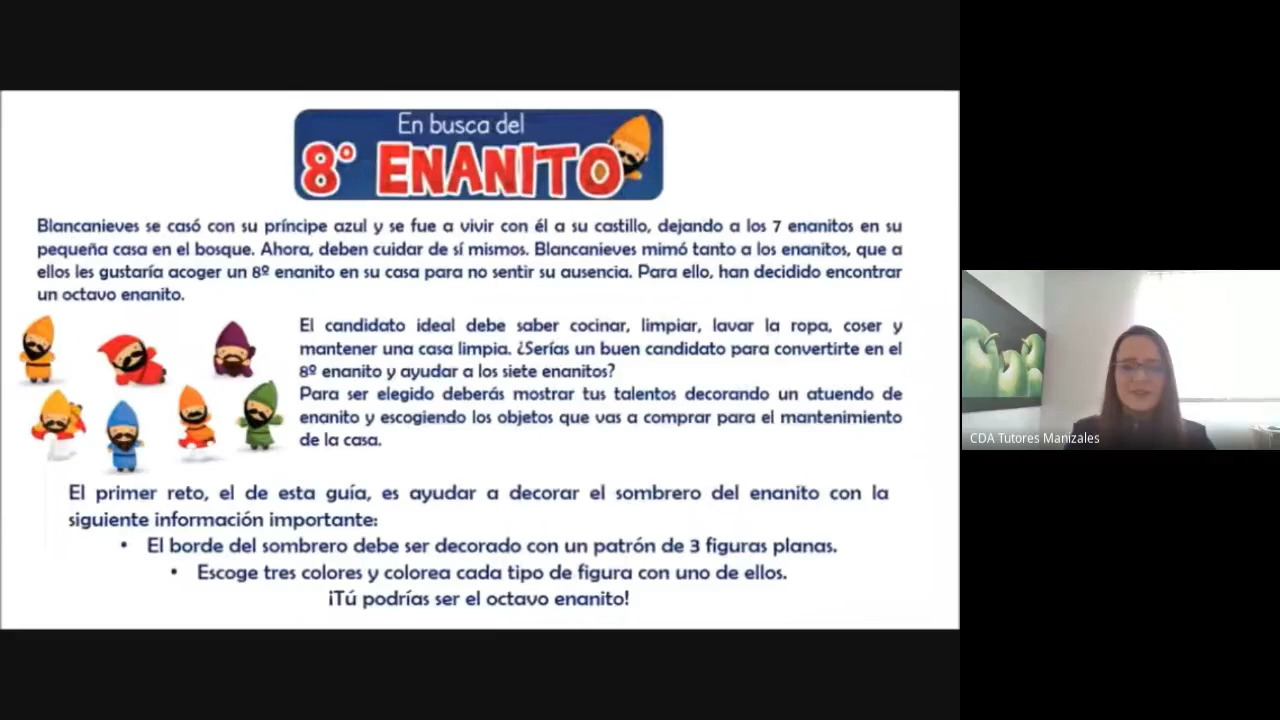 En busca del
8° ENANITO
Blancanieves se casó con su príncipe azul y se fue a vivir con él a su castillo, dejando a los 7 enanitos en su
pequeña casa en el bosque. Ahora, deben cuidar de sí mismos. Blancanieves mimó tanto a los enanitos, que a
ellos les gustaría acoger un 8º enanito en su casa para no sentir su ausencia. Para ello, han decidido encontrar
un octavo enanito.
El candidato ideal debe saber cocinar, limpiar, lavar la ropa, coser y
mantener una casa limpia. ¿Serías un buen candidato para convertirte en el
8º enanito y ayudar a los siete enanitos?
Para ser elegido deberás mostrar tus talentos decorando un atuendo de
enanito y escogiendo los objetos que vas a comprar para el mantenimiento
de la casa.
El primer reto, el de esta guía, es ayudar a decorar el sombrero del enanito con la
siguiente información importante:
• El borde del sombrero debe ser decorado con un patrón de 3 figuras planas.
• Escoge tres colores y colorea cada tipo de figura con uno de ellos.
¡Tú podrías ser el octavo enanito!
CDA Tutores Manizales